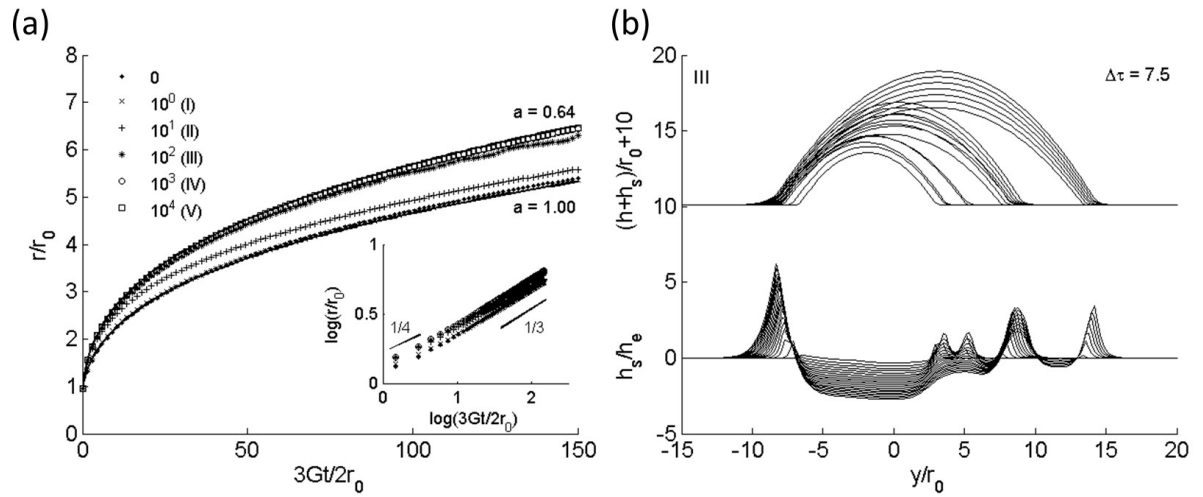 (a)
8
7
6
5
4
3
2
1
0
r/r0
0
10^0 (I)
10^1 (II)
10^2 (III)
10^3 (IV)
10^4 (V)
a = 0.64
a = 1.00
1
0.5
0
log(r/r0)
1/4
1/3
0 1 2
log(3Gt/2r0)
0 50 100 150
3Gt/2r0
(b)
III
Δτ = 7.5
20
15
10
(h+hs)/r0+10
5
0
-5
hs/he
-15 -10 -5 0 5 10 15 20
y/r0